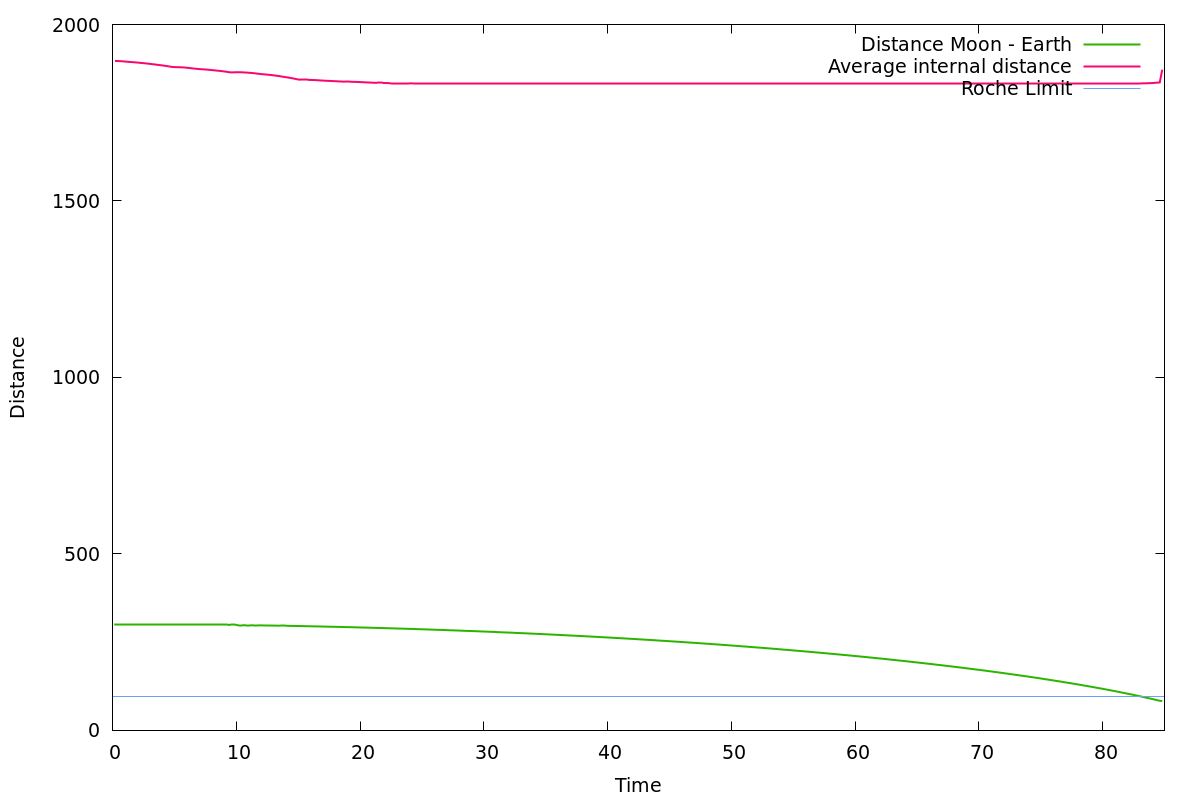 2000
1500
1000
500
0
Distance
Distance Moon - Earth
Average internal distance
Roche Limit
0 10 20 30 40 50 60 70 80
Time